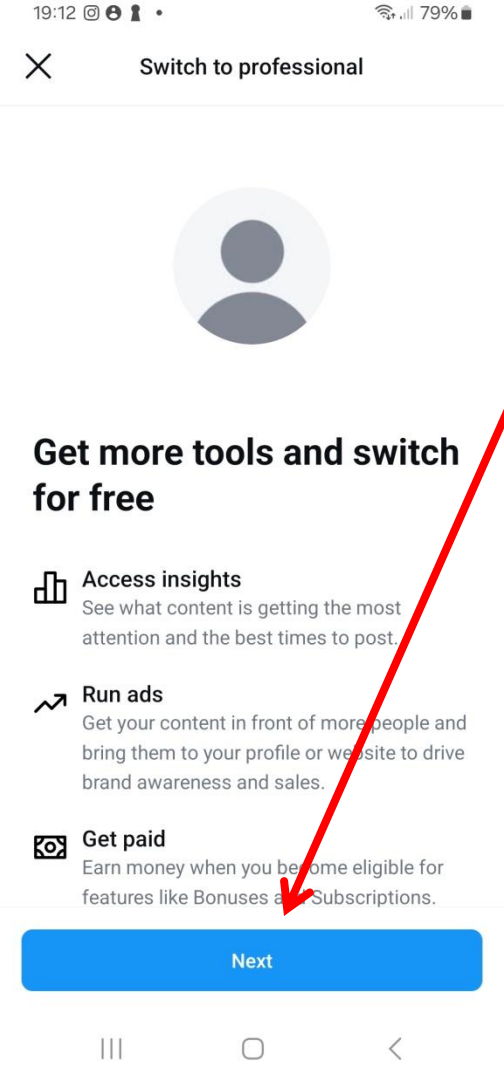 19:12
79%
Switch to professional
Get more tools and switch
for free
Access insights
See what content is getting the most
attention and the best times to post.
Run ads
Get your content in front of more people and
bring them to your profile or website to drive
brand awareness and sales.
Get paid
Earn money when you become eligible for
features like Bonuses and Subscriptions.
Next